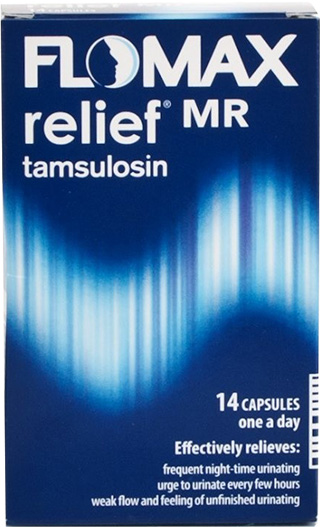 FLOMAX
relief® MR
tamsulosin
14 CAPSULES
one a day
Effectively relieves:
frequent night-time urinating
urge to urinate every few hours
weak flow and feeling of unfinished urinating